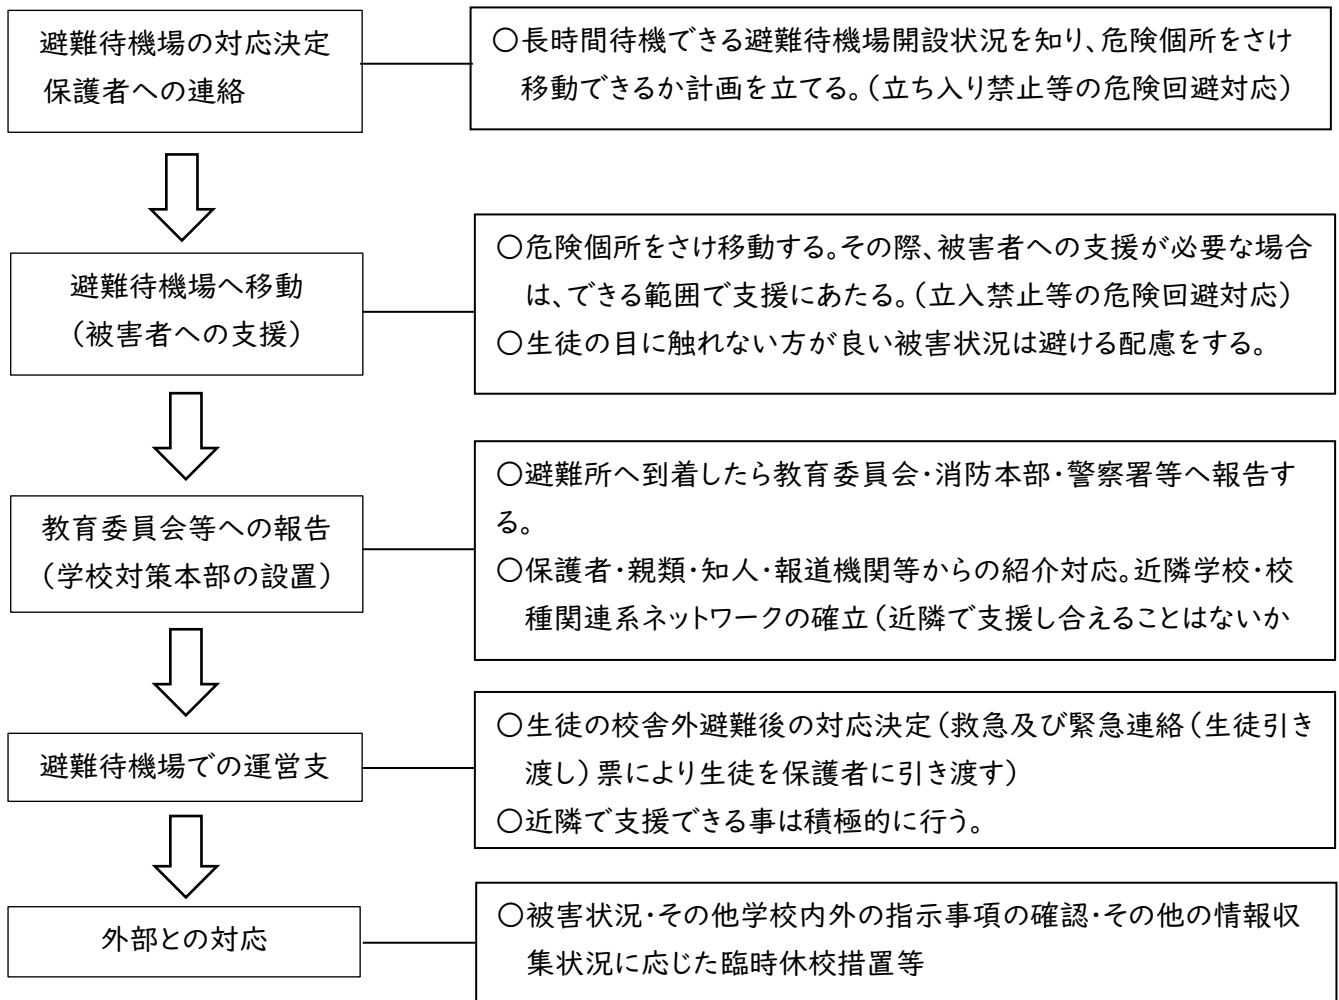 避難待機場の対応決定
保護者への連絡
〇長時間待機できる避難待機場開設状況を知り、危険個所をさけ
移動できるか計画を立てる。（立ち入り禁止等の危険回避対応）
避難待機場へ移動
（被害者への支援）
〇危険個所をさけ移動する。その際、被害者への支援が必要な場合
は、できる範囲で支援にあたる。（立入禁止等の危険回避対応）
〇生徒の目に触れない方が良い被害状況は避ける配慮をする。
教育委員会等への報告
（学校対策本部の設置）
〇避難所へ到着したら教育委員会・消防本部・警察署等へ報告す
る。
〇保護者・親類・知人・報道機関等からの紹介対応。近隣学校・校
種関連系ネットワークの確立（近隣で支援し合えることはないか
避難待機場での運営支
〇生徒の校舎外避難後の対応決定（救急及び緊急連絡（生徒引き
渡し）票により生徒を保護者に引き渡す）
〇近隣で支援できる事は積極的に行う。
外部との対応
〇被害状況・その他学校内外の指示事項の確認・その他の情報収
集状況に応じた臨時休校措置等